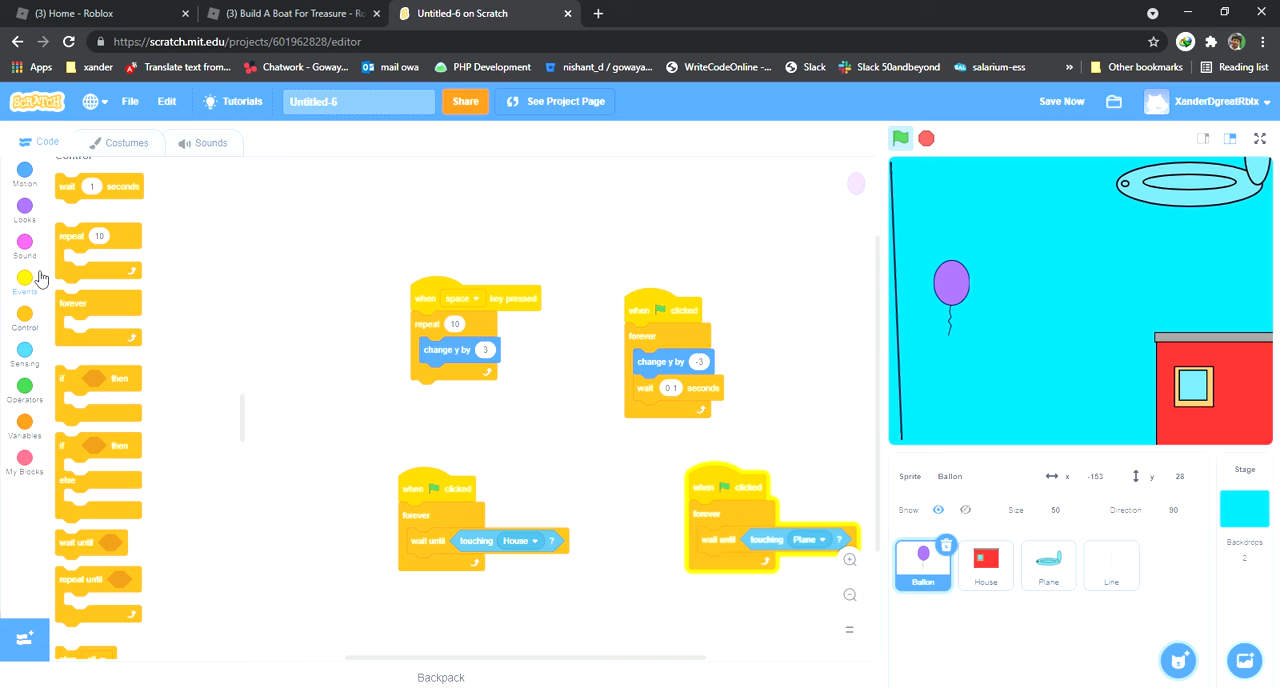 (3) Home - Roblox
(3) Build A Boat For Treasure - Ro
Untitled-6 on Scratch
https://scratch.mit.edu/projects/601962828/editor
Apps
xander
Translate text from...
Chatwork - Goway...
mail owa
PHP Development
nishant_d / gowaya...
WriteCodeOnline -...
Slack
Slack 50andbeyond
salarium-ess
»
Other bookmarks
Reading list
SCRATCH
File
Edit
Tutorials
Untitled-6
Share
See Project Page
Save Now
XanderDgreatRblx
Code
Costumes
Sounds
Motion
Looks
Sound
Events
Control
Sensing
Operators
Variables
My Blocks
Control
wait 1 seconds
repeat 10
forever
if then
if then
else
wait until
repeat until
when space key pressed
repeat 10
change y by 3
when clicked
forever
change y by -3
wait 0.1 seconds
when clicked
forever
wait until touching House ?
when clicked
forever
wait until touching Plane ?
Sprite Ballon x -153 y 28
Show Size 50 Direction 90
Ballon
House
Plane
Line
Stage
Backdrops
2
Backpack